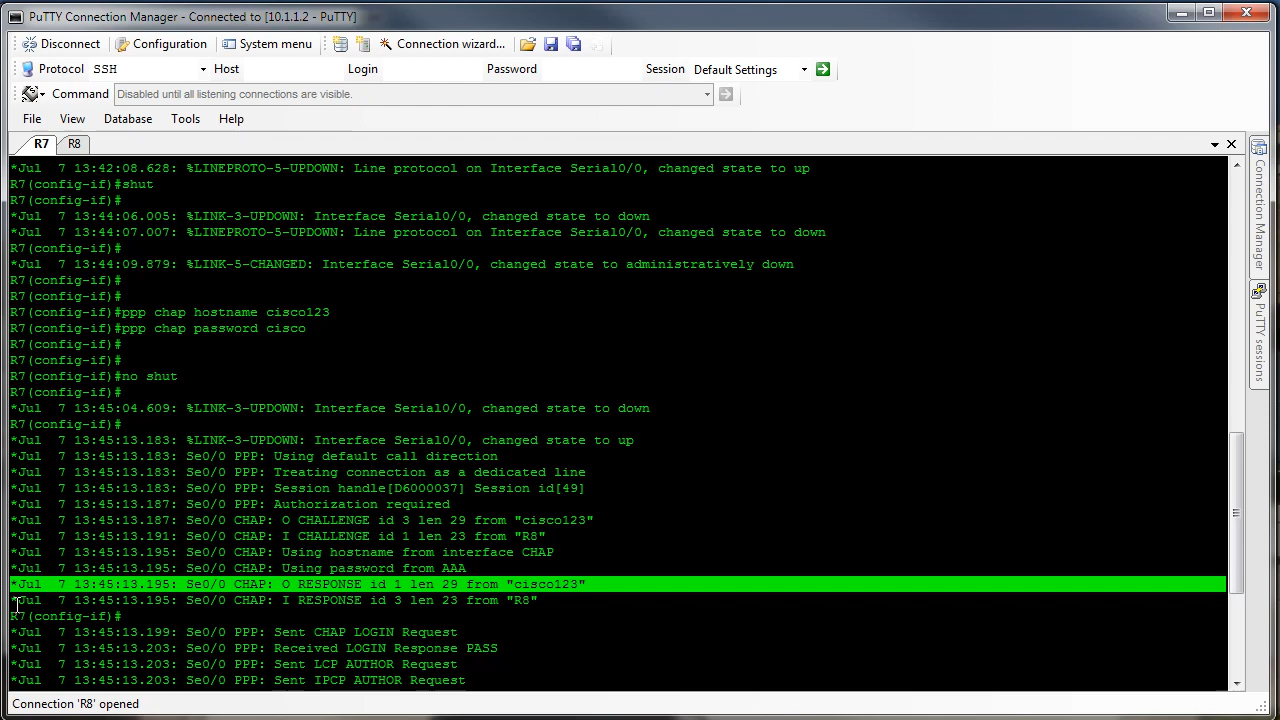 PuTTY Connection Manager - Connected to [10.1.1.2 - PuTTY]
Disconnect Configuration System menu Connection wizard...
Protocol SSH Host Login Password Session Default Settings
Command Disabled until all listening connections are visible.
File View Database Tools Help
R7 R8
*Jul  7 13:42:08.628: %LINEPROTO-5-UPDOWN: Line protocol on Interface Serial0/0, changed state to up
R7(config-if)#shut
R7(config-if)#
*Jul  7 13:44:06.005: %LINK-3-UPDOWN: Interface Serial0/0, changed state to down
*Jul  7 13:44:07.007: %LINEPROTO-5-UPDOWN: Line protocol on Interface Serial0/0, changed state to down
R7(config-if)#
*Jul  7 13:44:09.879: %LINK-5-CHANGED: Interface Serial0/0, changed state to administratively down
R7(config-if)#
R7(config-if)#
R7(config-if)#ppp chap hostname cisco123
R7(config-if)#ppp chap password cisco
R7(config-if)#
R7(config-if)#
R7(config-if)#no shut
R7(config-if)#
*Jul  7 13:45:04.609: %LINK-3-UPDOWN: Interface Serial0/0, changed state to down
R7(config-if)#
*Jul  7 13:45:13.183: %LINK-3-UPDOWN: Interface Serial0/0, changed state to up
*Jul  7 13:45:13.183: Se0/0 PPP: Using default call direction
*Jul  7 13:45:13.183: Se0/0 PPP: Treating connection as a dedicated line
*Jul  7 13:45:13.183: Se0/0 PPP: Session handle[D6000037] Session id[49]
*Jul  7 13:45:13.187: Se0/0 PPP: Authorization required
*Jul  7 13:45:13.187: Se0/0 CHAP: O CHALLENGE id 3 len 29 from "cisco123"
*Jul  7 13:45:13.191: Se0/0 CHAP: I CHALLENGE id 1 len 23 from "R8"
*Jul  7 13:45:13.195: Se0/0 CHAP: Using hostname from interface CHAP
*Jul  7 13:45:13.195: Se0/0 CHAP: Using password from AAA
*Jul  7 13:45:13.195: Se0/0 CHAP: O RESPONSE id 1 len 29 from "cisco123"
*Jul  7 13:45:13.195: Se0/0 CHAP: I RESPONSE id 3 len 23 from "R8"
R7(config-if)#
*Jul  7 13:45:13.199: Se0/0 PPP: Sent CHAP LOGIN Request
*Jul  7 13:45:13.203: Se0/0 PPP: Received LOGIN Response PASS
*Jul  7 13:45:13.203: Se0/0 PPP: Sent LCP AUTHOR Request
*Jul  7 13:45:13.203: Se0/0 PPP: Sent IPCP AUTHOR Request
Connection Manager
PuTTY sessions
Connection 'R8' opened